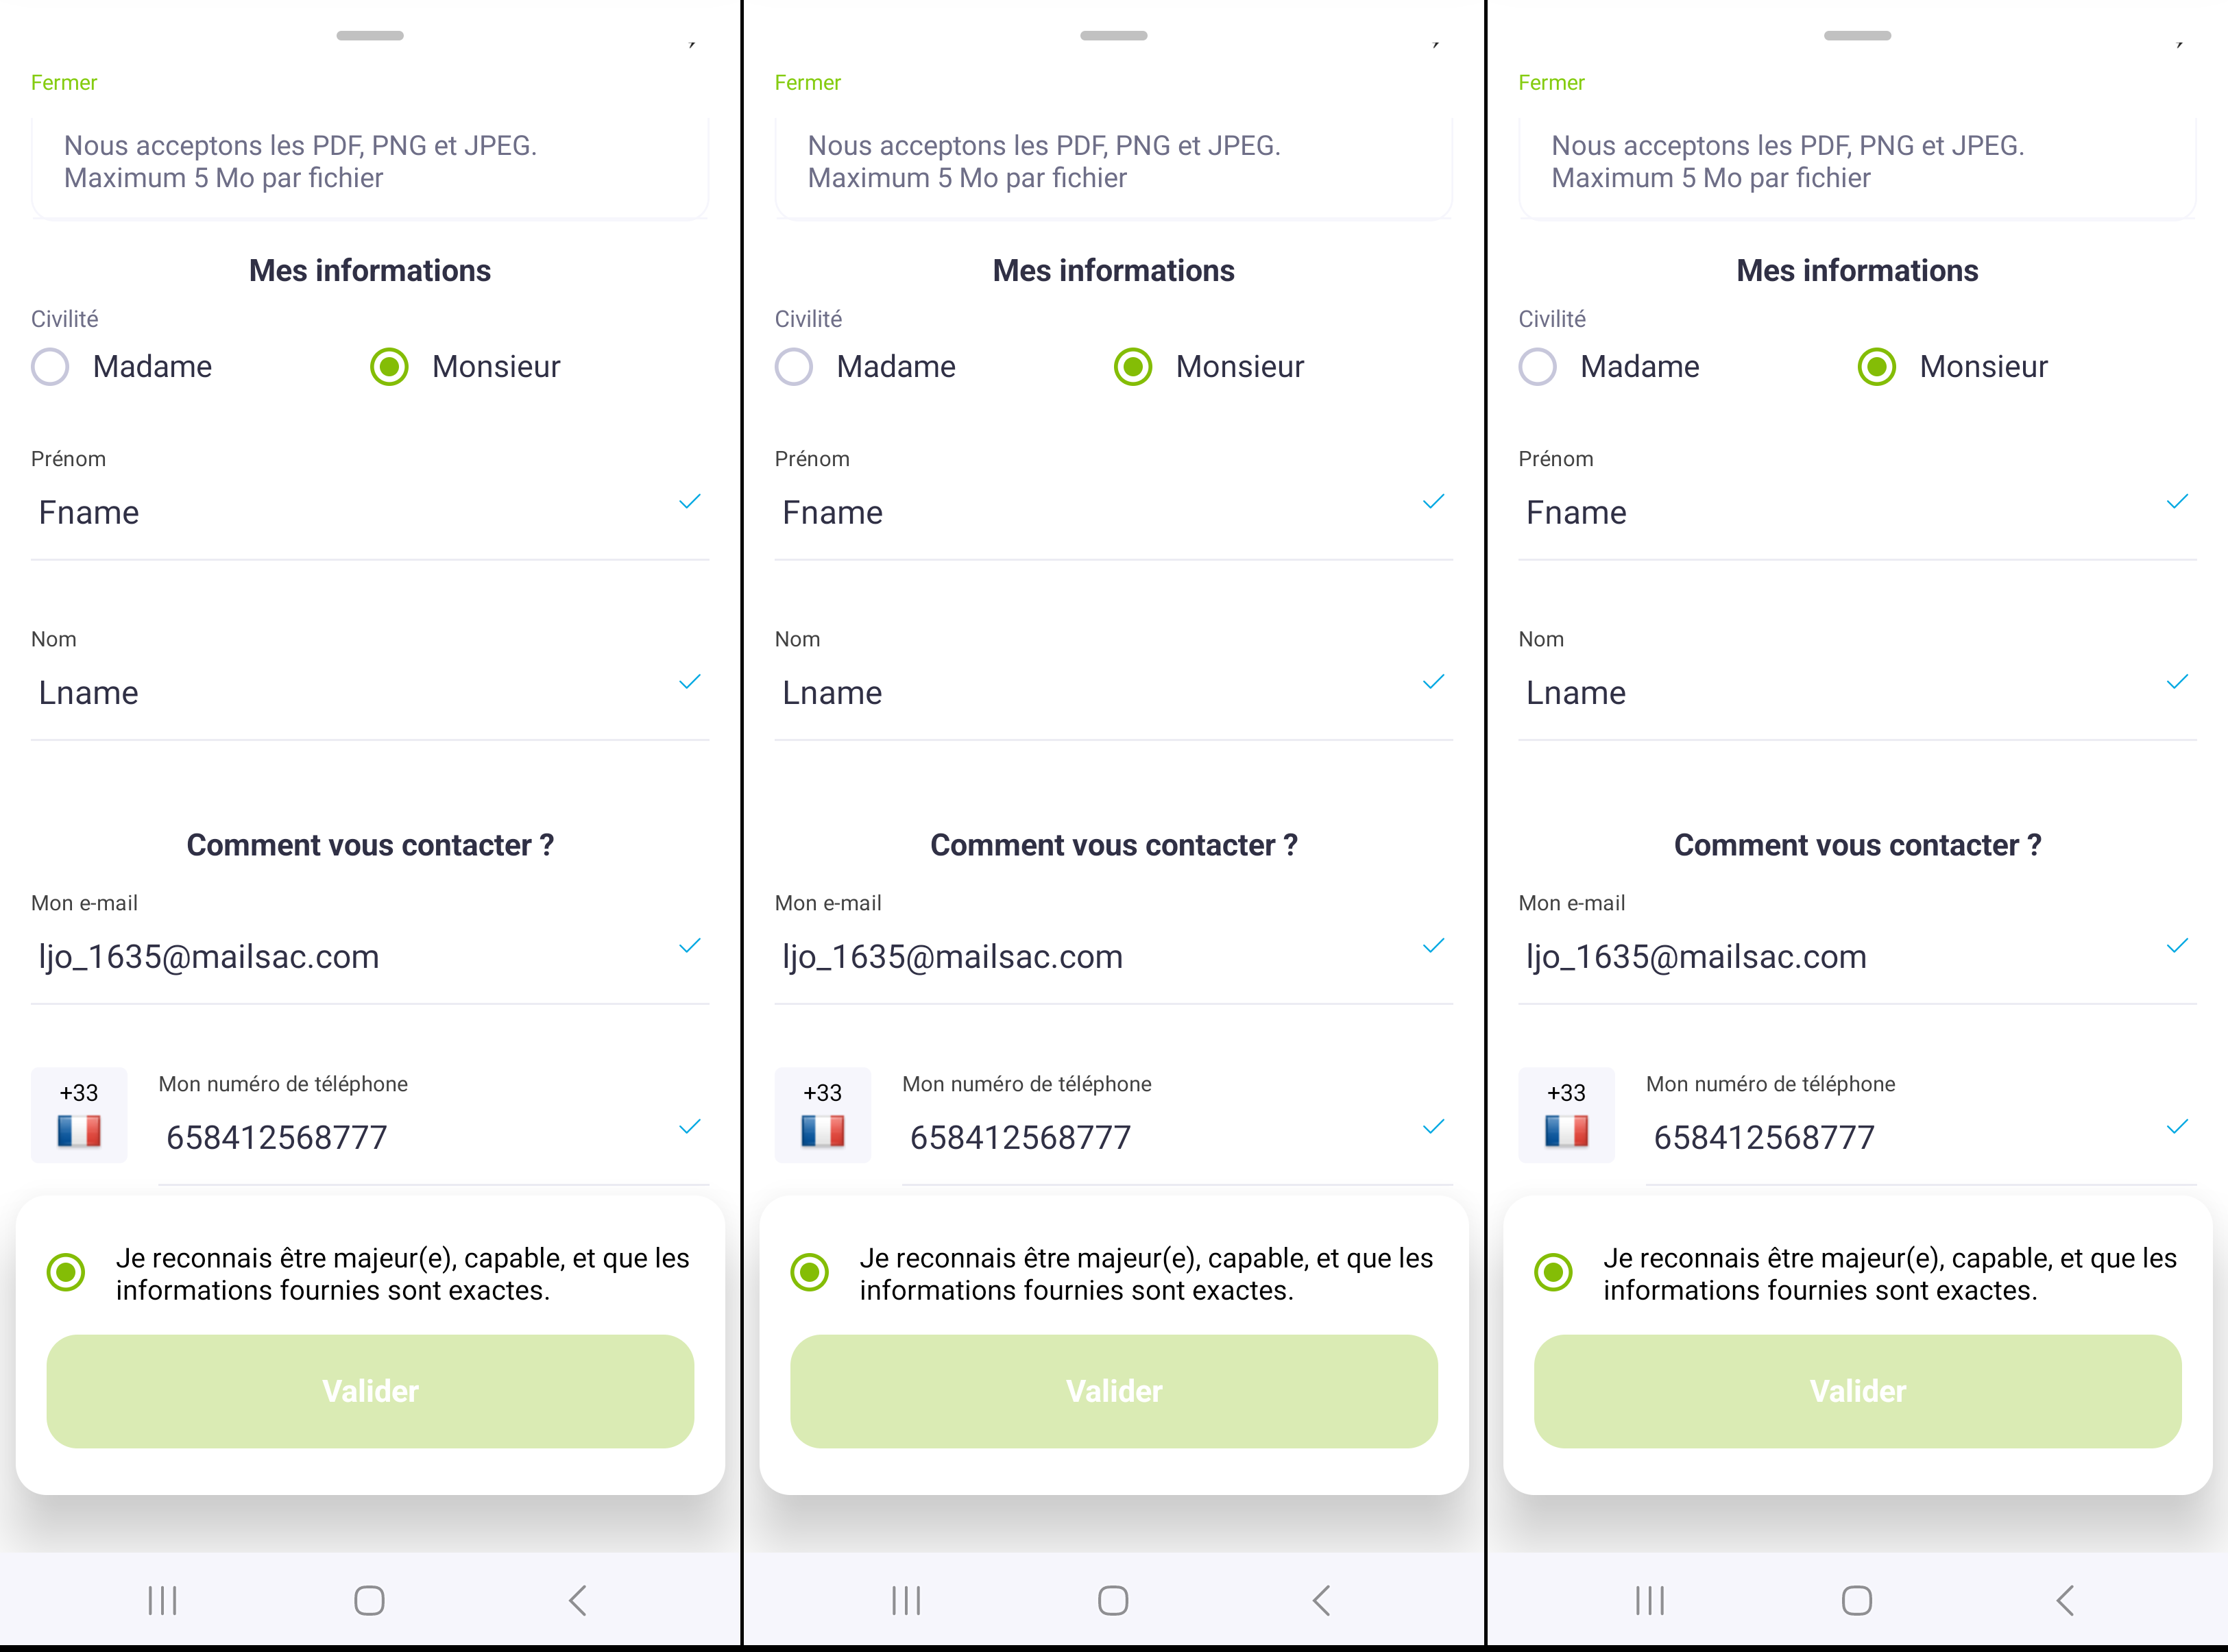 Fermer
Nous acceptons les PDF, PNG et JPEG.
Maximum 5 Mo par fichier
Mes informations
Civilité
Madame
Monsieur
Prénom
Fname
Nom
Lname
Comment vous contacter ?
Mon e-mail
ljo_1635@mailsac.com
+33
Mon numéro de téléphone
658412568777
Je reconnais être majeur(e), capable, et que les
informations fournies sont exactes.
Valider
Fermer
Nous acceptons les PDF, PNG et JPEG.
Maximum 5 Mo par fichier
Mes informations
Civilité
Madame
Monsieur
Prénom
Fname
Nom
Lname
Comment vous contacter ?
Mon e-mail
ljo_1635@mailsac.com
+33
Mon numéro de téléphone
658412568777
Je reconnais être majeur(e), capable, et que les
informations fournies sont exactes.
Valider
Fermer
Nous acceptons les PDF, PNG et JPEG.
Maximum 5 Mo par fichier
Mes informations
Civilité
Madame
Monsieur
Prénom
Fname
Nom
Lname
Comment vous contacter ?
Mon e-mail
ljo_1635@mailsac.com
+33
Mon numéro de téléphone
658412568777
Je reconnais être majeur(e), capable, et que les
informations fournies sont exactes.
Valider